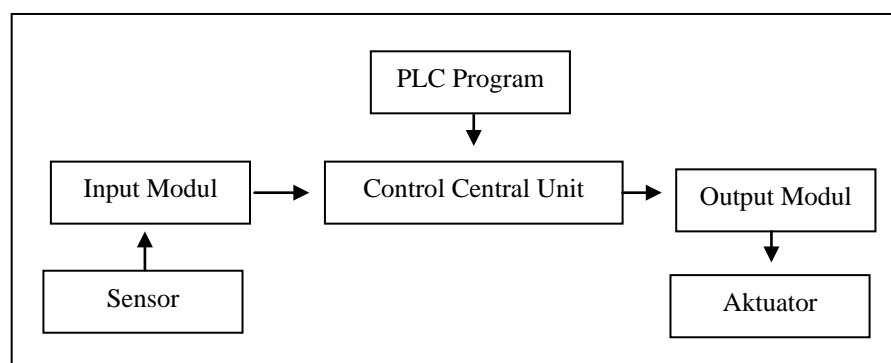 PLC Program
Input Modul
Control Central Unit
Output Modul
Sensor
Aktuator